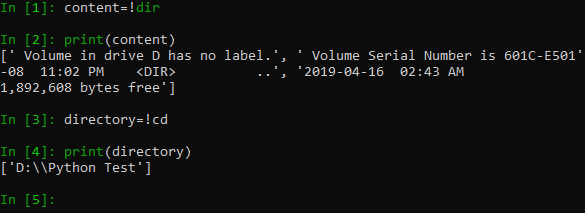 In [1]: content=!dir
In [2]: print(content)
[' Volume in drive D has no label.', ' Volume Serial Number is 601C-E501'
-08  11:02 PM    <DIR>          ..', '2019-04-16  02:43 AM
1,892,608 bytes free']
In [3]: directory=!cd
In [4]: print(directory)
['D:\\Python Test']
In [5]: